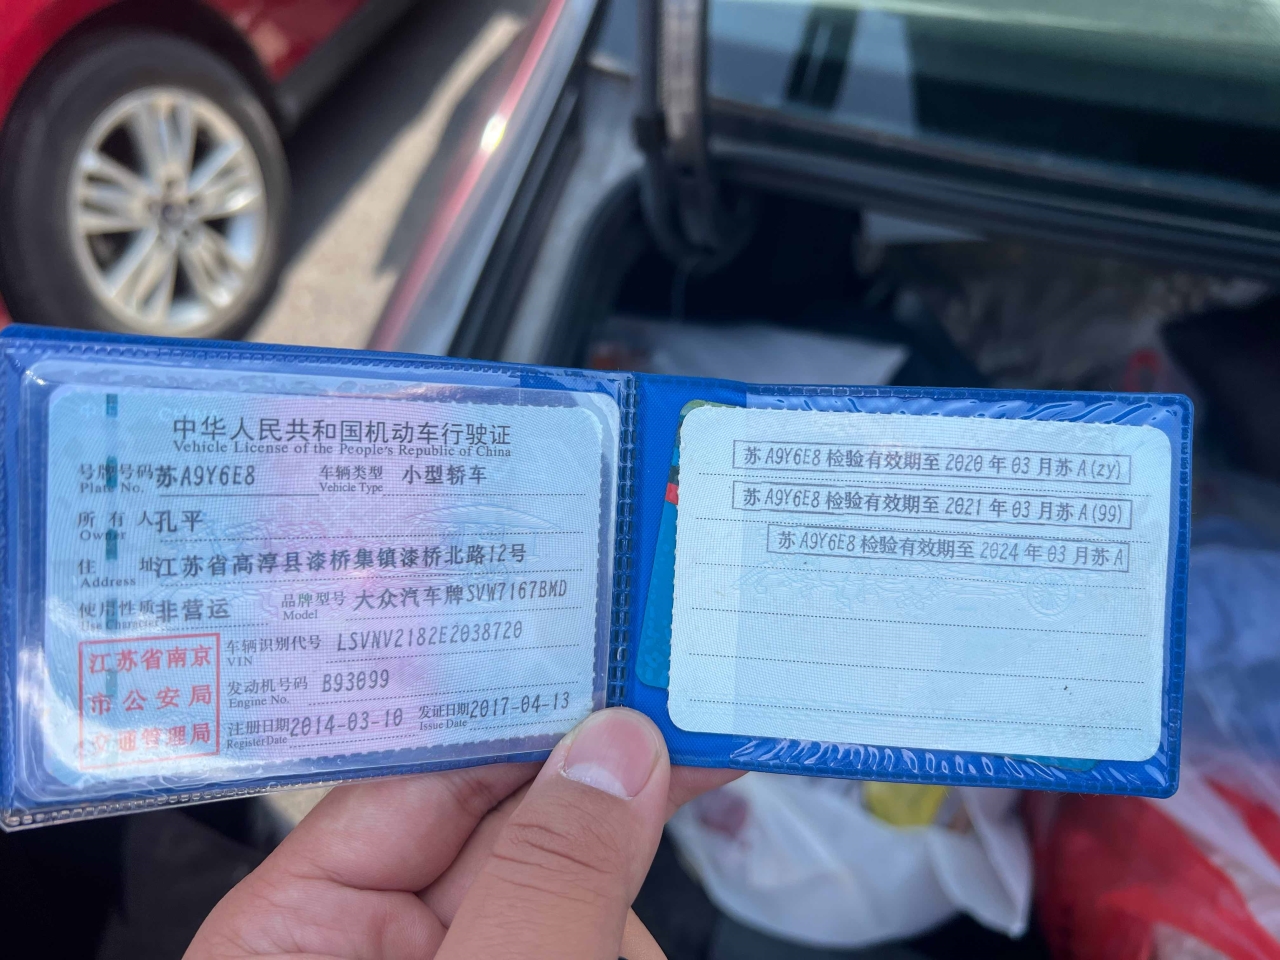 中华人民共和国机动车行驶证
Vehicle License of the People's Republic of China
号牌号码 苏A9Y6E8 车辆类型 小型轿车
Plate No. Vehicle Type
所有人 孔平
Owner
住址 江苏省高淳县漆桥集镇漆桥北路12号
Address
使用性质 非营运 品牌型号 大众汽车牌SVW7167BMD
Use Character Model
车辆识别代号 LSVNV2182E2038720
VIN
发动机号码 B93099
Engine No.
注册日期 2014-03-10 发证日期 2017-04-13
Register Date Issue Date
江苏省南京
市公安局
交通管理局
苏A9Y6E8检验有效期至2020年03月苏A(zy)
苏A9Y6E8检验有效期至2021年03月苏A(99)
苏A9Y6E8检验有效期至2024年03月苏A